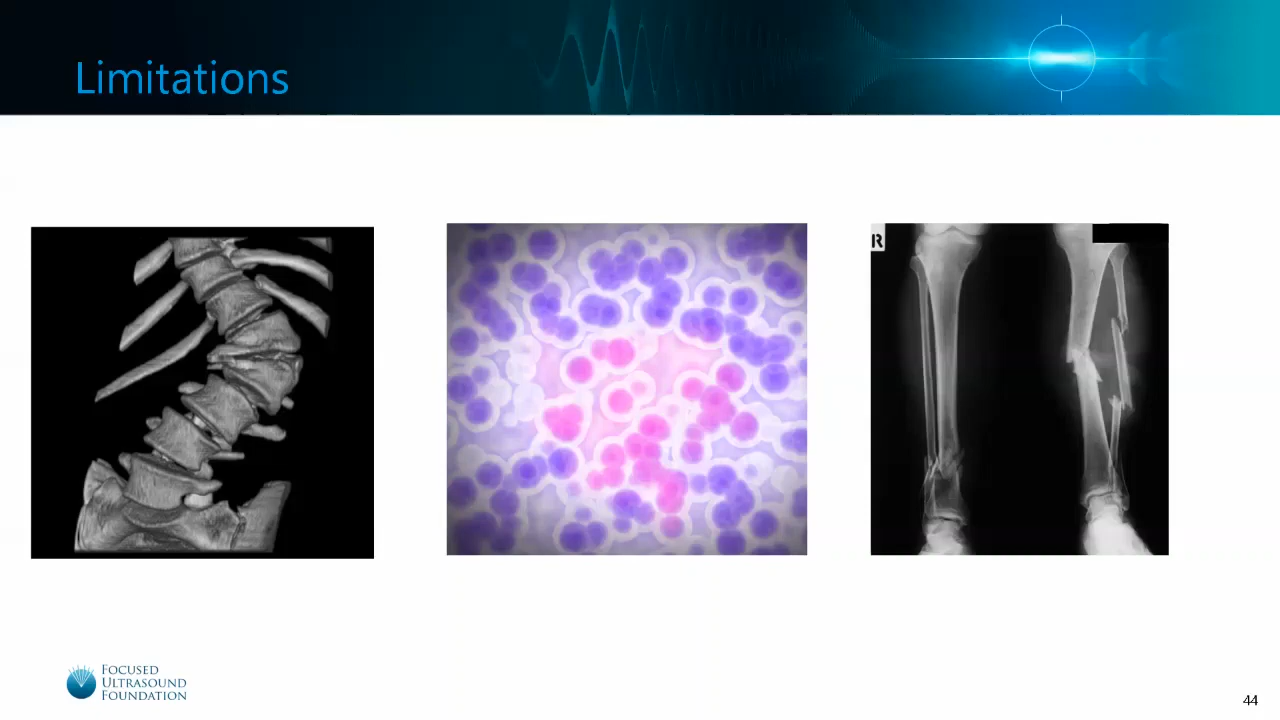 Limitations
R
FOCUSED
ULTRASOUND
FOUNDATION
44